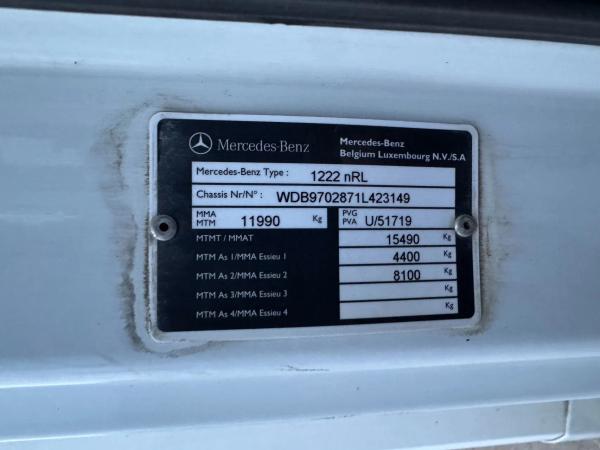 Mercedes-Benz
Mercedes-Benz
Belgium Luxembourg N.V./S.A
Mercedes-Benz Type : 1222 nRL
Chassis Nr/N° : WDB9702871L423149
MMA
MTM 11990 Kg
PVG
PVA U/51719
MTMT / MMAT 15490 Kg
MTM As 1/MMA Essieu 1 4400 Kg
MTM As 2/MMA Essieu 2 8100 Kg
MTM As 3/MMA Essieu 3 Kg
MTM As 4/MMA Essieu 4 Kg